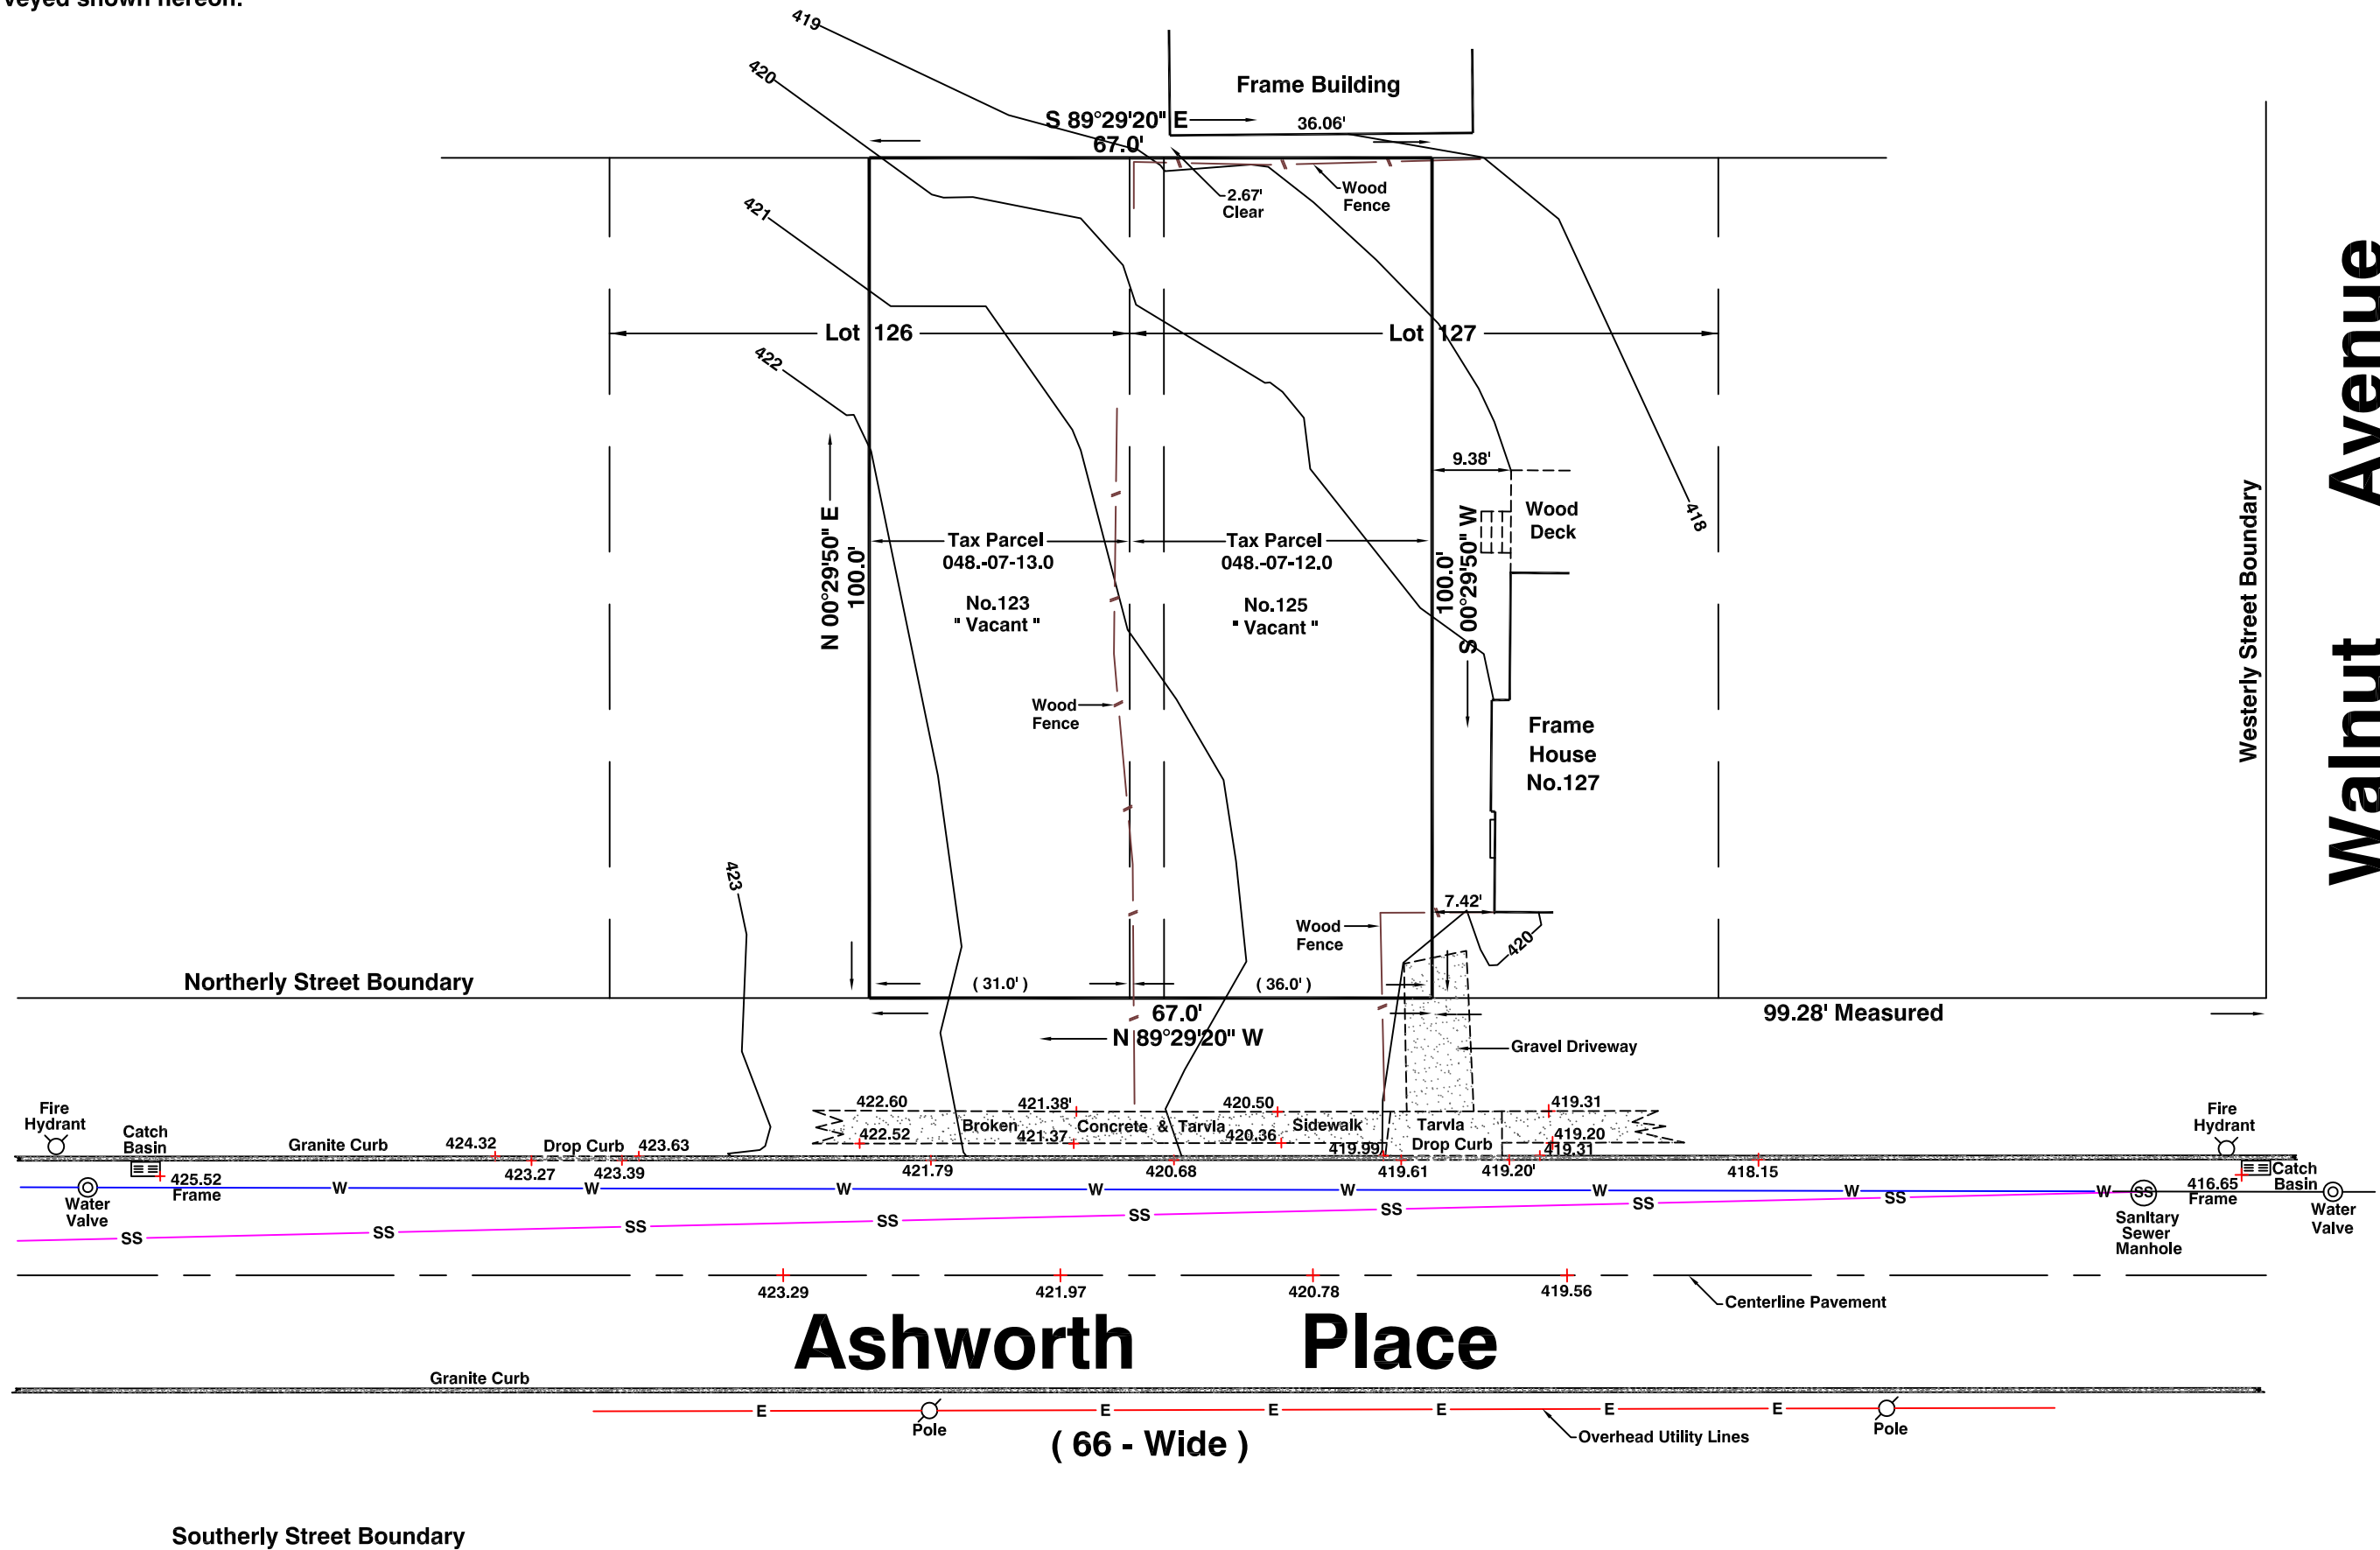 veyed shown hereon.
419
Frame Building
420
S 89°29'20" E
36.06'
67.0'
2.67'
Clear
Wood
Fence
421
Lot 126
Lot 127
422
9.38'
Wood
Deck
418
N 00°29'50" E
100.0'
Tax Parcel
048.-07-13.0
No.123
" Vacant "
Tax Parcel
048.-07-12.0
No.125
" Vacant "
100.0'
S 00°29'50" W
Westerly Street Boundary
Walnut Avenue
Wood
Fence
Frame
House
No.127
423
7.42'
Wood
Fence
420
Northerly Street Boundary
( 31.0' )
( 36.0' )
67.0'
N 89°29'20" W
99.28' Measured
Gravel Driveway
422.60
421.38'
420.50
419.31
Broken Concrete & Tarvia Sidewalk
Tarvia
Drop Curb
422.52
421.37
420.36
419.99
419.20
419.31
Fire
Hydrant
Catch
Basin
Granite Curb
424.32
Drop Curb
423.63
Fire
Hydrant
425.52
Frame
423.27
423.39
421.79
420.68
419.61
419.20'
418.15
416.65
Frame
Catch
Basin
W W W W W W W W
Water
Valve
SS
Sanitary
Sewer
Manhole
Water
Valve
SS SS SS SS SS SS SS SS
423.29
421.97
420.78
419.56
Centerline Pavement
Ashworth Place
Granite Curb
E E E E E E
Pole
Pole
Overhead Utility Lines
( 66 - Wide )
Southerly Street Boundary